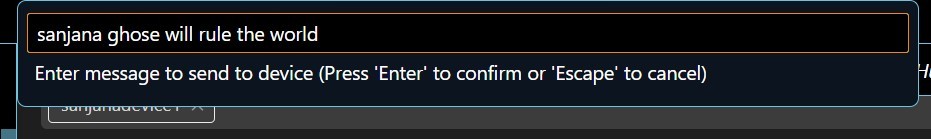 sanjana ghose will rule the world
Enter message to send to device (Press 'Enter' to confirm or 'Escape' to cancel)
sanjanadevice1